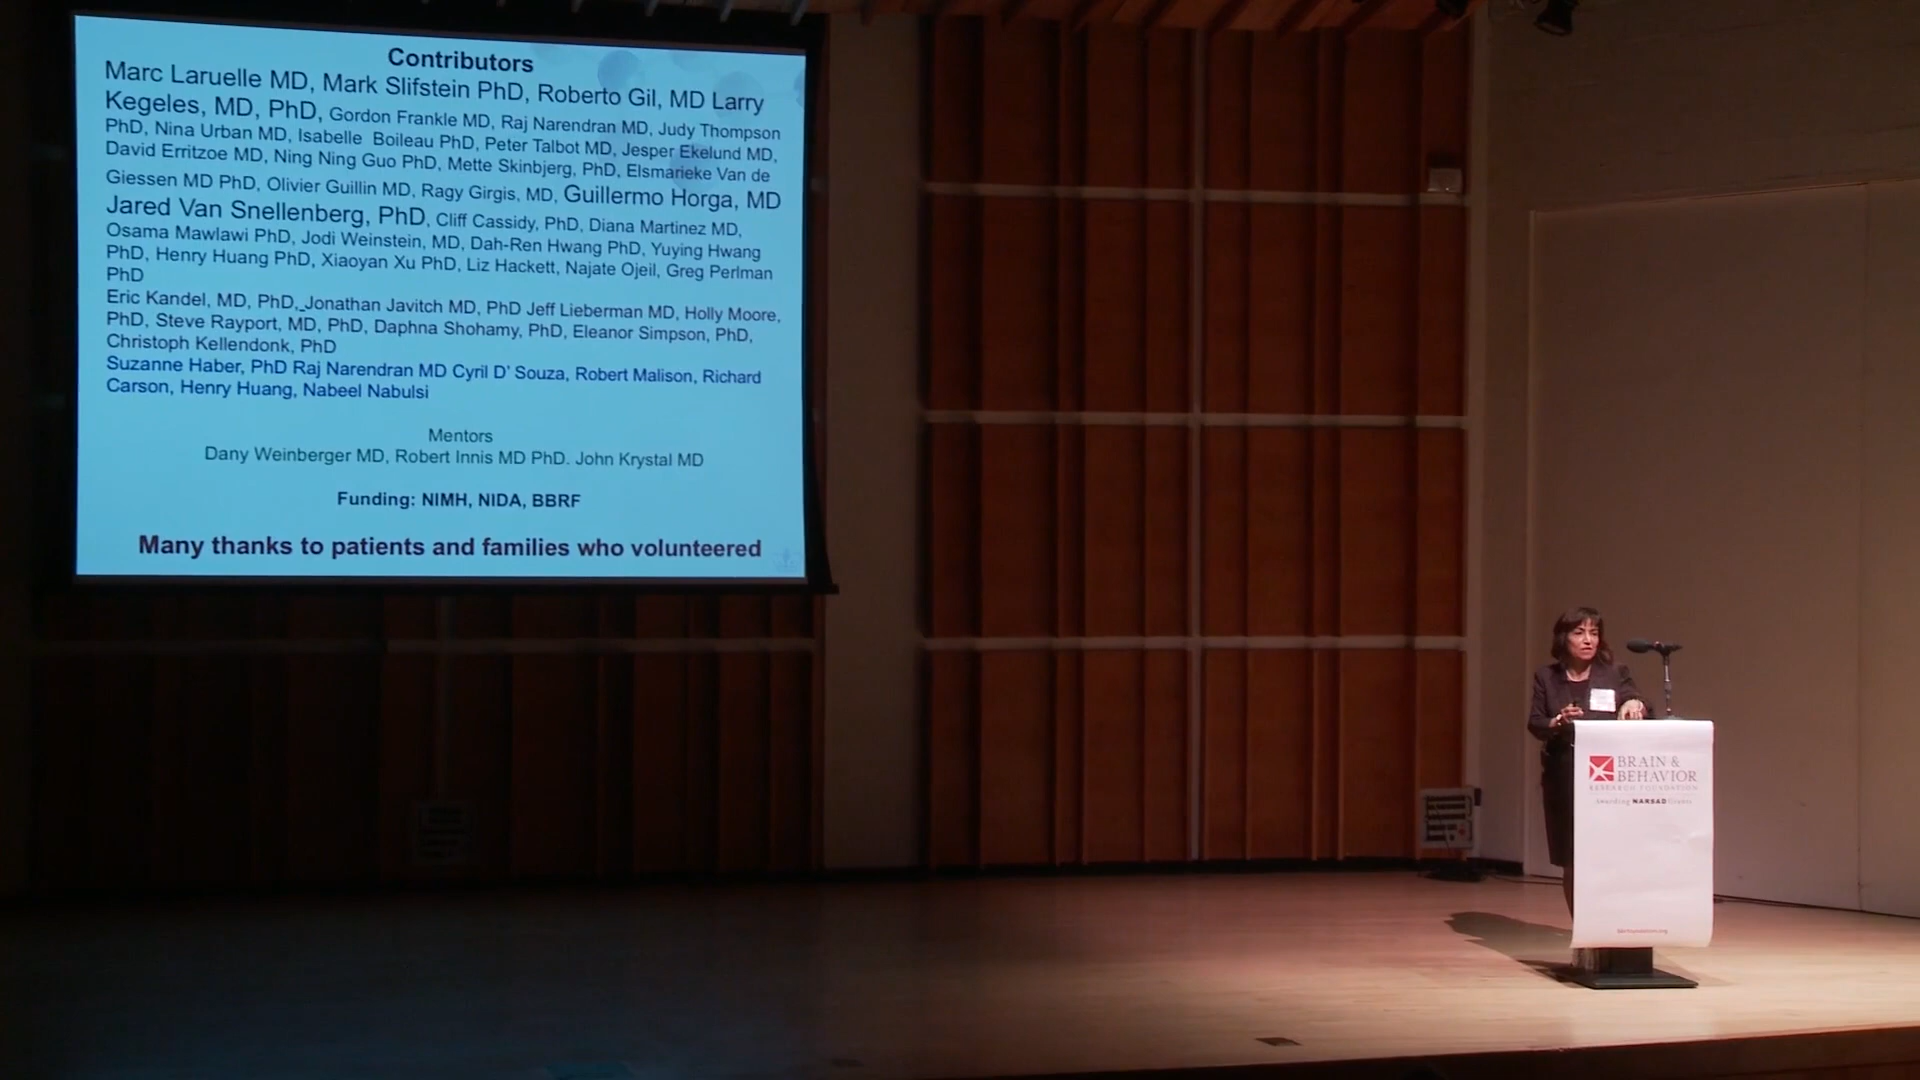 Contributors
Marc Laruelle MD, Mark Slifstein PhD, Roberto Gil, MD Larry
Kegeles, MD, PhD, Gordon Frankle MD, Raj Narendran MD, Judy Thompson
PhD, Nina Urban MD, Isabelle Boileau PhD, Peter Talbot MD, Jesper Ekelund MD,
David Erritzoe MD, Ning Ning Guo PhD, Mette Skinbjerg, PhD, Elsmarieke Van de
Giessen MD PhD, Olivier Guillin MD, Ragy Girgis, MD, Guillermo Horga, MD
Jared Van Snellenberg, PhD, Cliff Cassidy, PhD, Diana Martinez MD,
Osama Mawlawi PhD, Jodi Weinstein, MD, Dah-Ren Hwang PhD, Yuying Hwang
PhD, Henry Huang PhD, Xiaoyan Xu PhD, Liz Hackett, Najate Ojeil, Greg Perlman
PhD
Eric Kandel, MD, PhD, Jonathan Javitch MD, PhD Jeff Lieberman MD, Holly Moore,
PhD, Steve Rayport, MD, PhD, Daphna Shohamy, PhD, Eleanor Simpson, PhD,
Christoph Kellendonk, PhD
Suzanne Haber, PhD Raj Narendran MD Cyril D' Souza, Robert Malison, Richard
Carson, Henry Huang, Nabeel Nabulsi
Mentors
Dany Weinberger MD, Robert Innis MD PhD. John Krystal MD
Funding: NIMH, NIDA, BBRF
Many thanks to patients and families who volunteered
BRAIN &
BEHAVIOR
RESEARCH FOUNDATION
Awarding NARSAD Grants
bbrfoundation.org